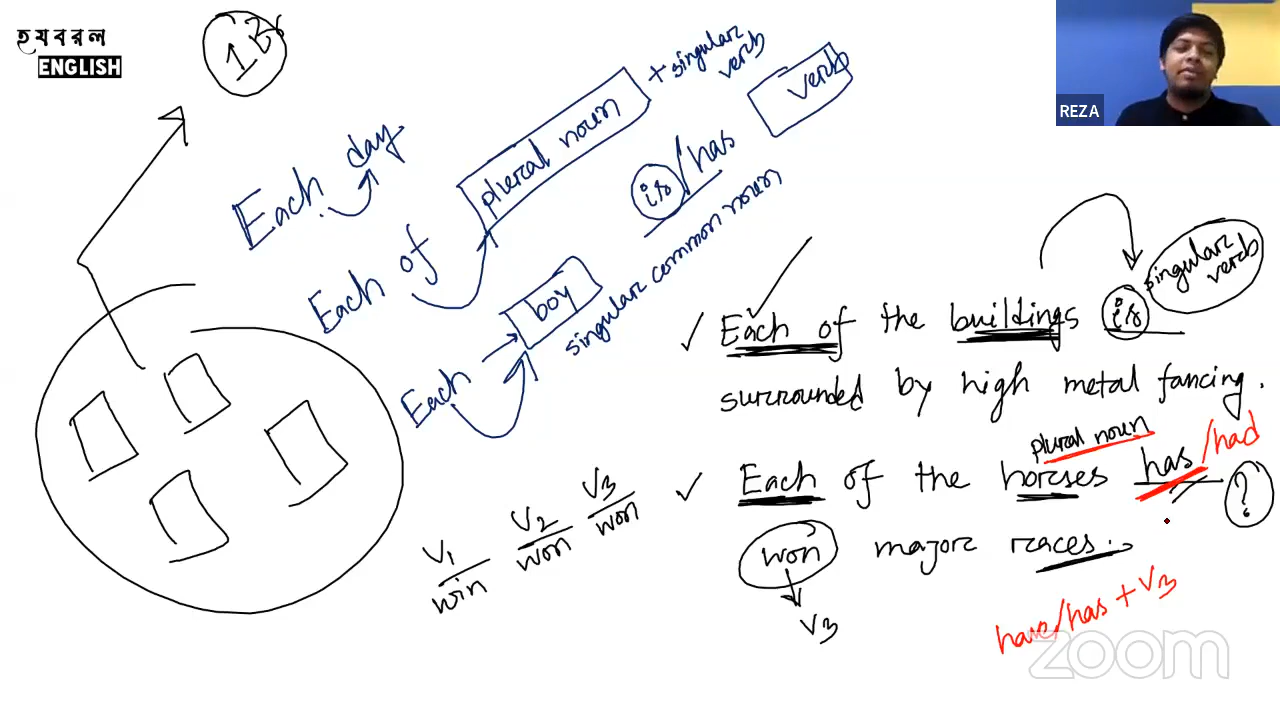 হ য ব র ল
ENGLISH
REZA
Each day
Each of plural noun + singular verb
is/has verb
Each boy
singular common noun
V1 V2 V3
win won won
singular verb
Each of the buildings is
surrounded by high metal fancing.
plural noun
Each of the horses has/had ?
won major races.
V3
have/has + V3
zoom